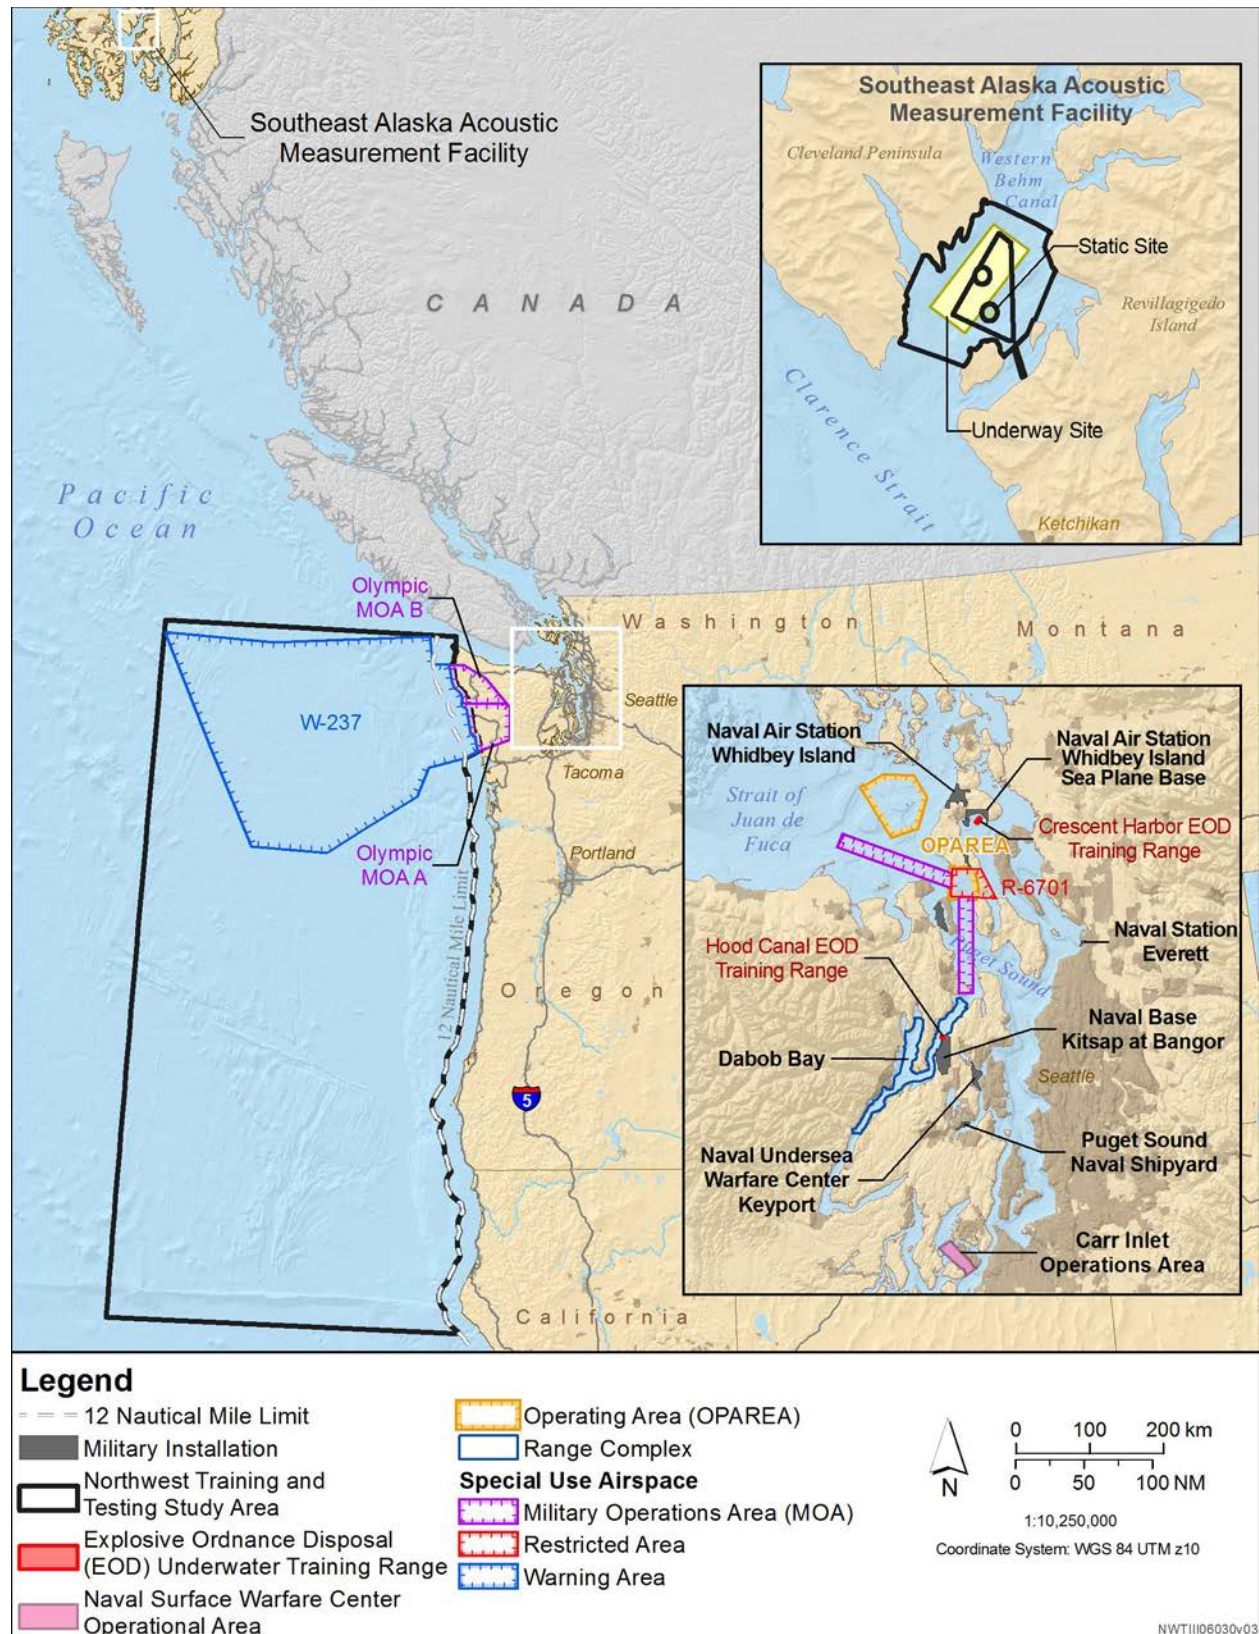 Southeast Alaska Acoustic
Measurement Facility
Southeast Alaska Acoustic
Measurement Facility
Cleveland Peninsula
Western
Behm
Canal
Static Site
Revillagigedo
Island
Clarence Strait
Underway Site
Ketchikan
CANADA
Pacific
Ocean
Olympic
MOA B
Washington
Montana
W-237
Seattle
Tacoma
Olympic
MOA A
Portland
12 Nautical Mile Limit
Oregon
5
California
Naval Air Station
Whidbey Island
Naval Air Station
Whidbey Island
Sea Plane Base
Strait of
Juan de
Fuca
OPAREA
Crescent Harbor EOD
Training Range
R-6701
Hood Canal EOD
Training Range
Puget Sound
Naval Station
Everett
Dabob Bay
Naval Base
Kitsap at Bangor
Seattle
Naval Undersea
Warfare Center
Keyport
Puget Sound
Naval Shipyard
Carr Inlet
Operations Area
Legend
12 Nautical Mile Limit
Military Installation
Northwest Training and
Testing Study Area
Explosive Ordnance Disposal
(EOD) Underwater Training Range
Naval Surface Warfare Center
Operational Area
Operating Area (OPAREA)
Range Complex
Special Use Airspace
Military Operations Area (MOA)
Restricted Area
Warning Area
N
0 100 200 km
0 50 100 NM
1:10,250,000
Coordinate System: WGS 84 UTM z10
NWTIII06030v03